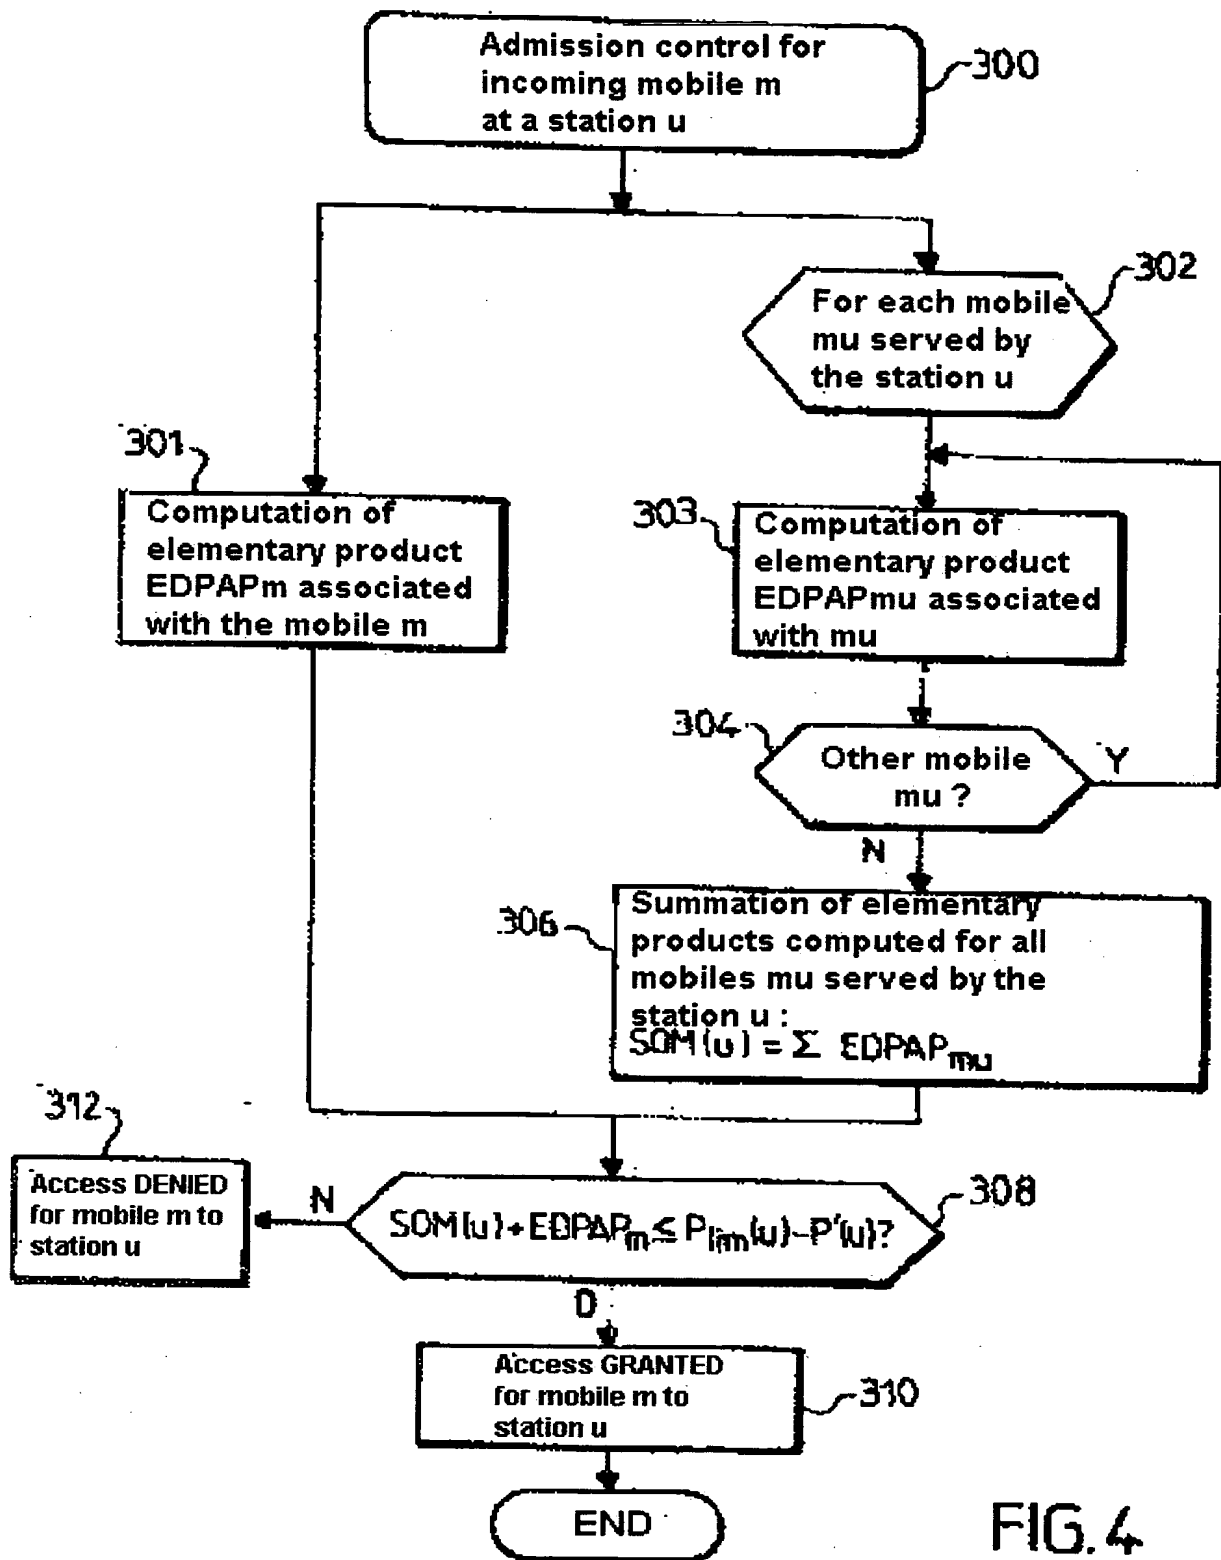 Admission control for
incoming mobile m
at a station u
300
302
For each mobile
mu served by
the station u
301
Computation of
elementary product
EDPAPm associated
with the mobile m
303
Computation of
elementary product
EDPAPmu associated
with mu
304
Other mobile
mu ?
Y
N
306
Summation of elementary
products computed for all
mobiles mu served by the
station u :
SOM(u) = Σ EDPAPmu
312
Access DENIED
for mobile m to
station u
N
SOM(u)+EDPAPm ≤ Plim(u)-P'(u)?
308
O
Access GRANTED
for mobile m to
station u
310
END
FIG.4